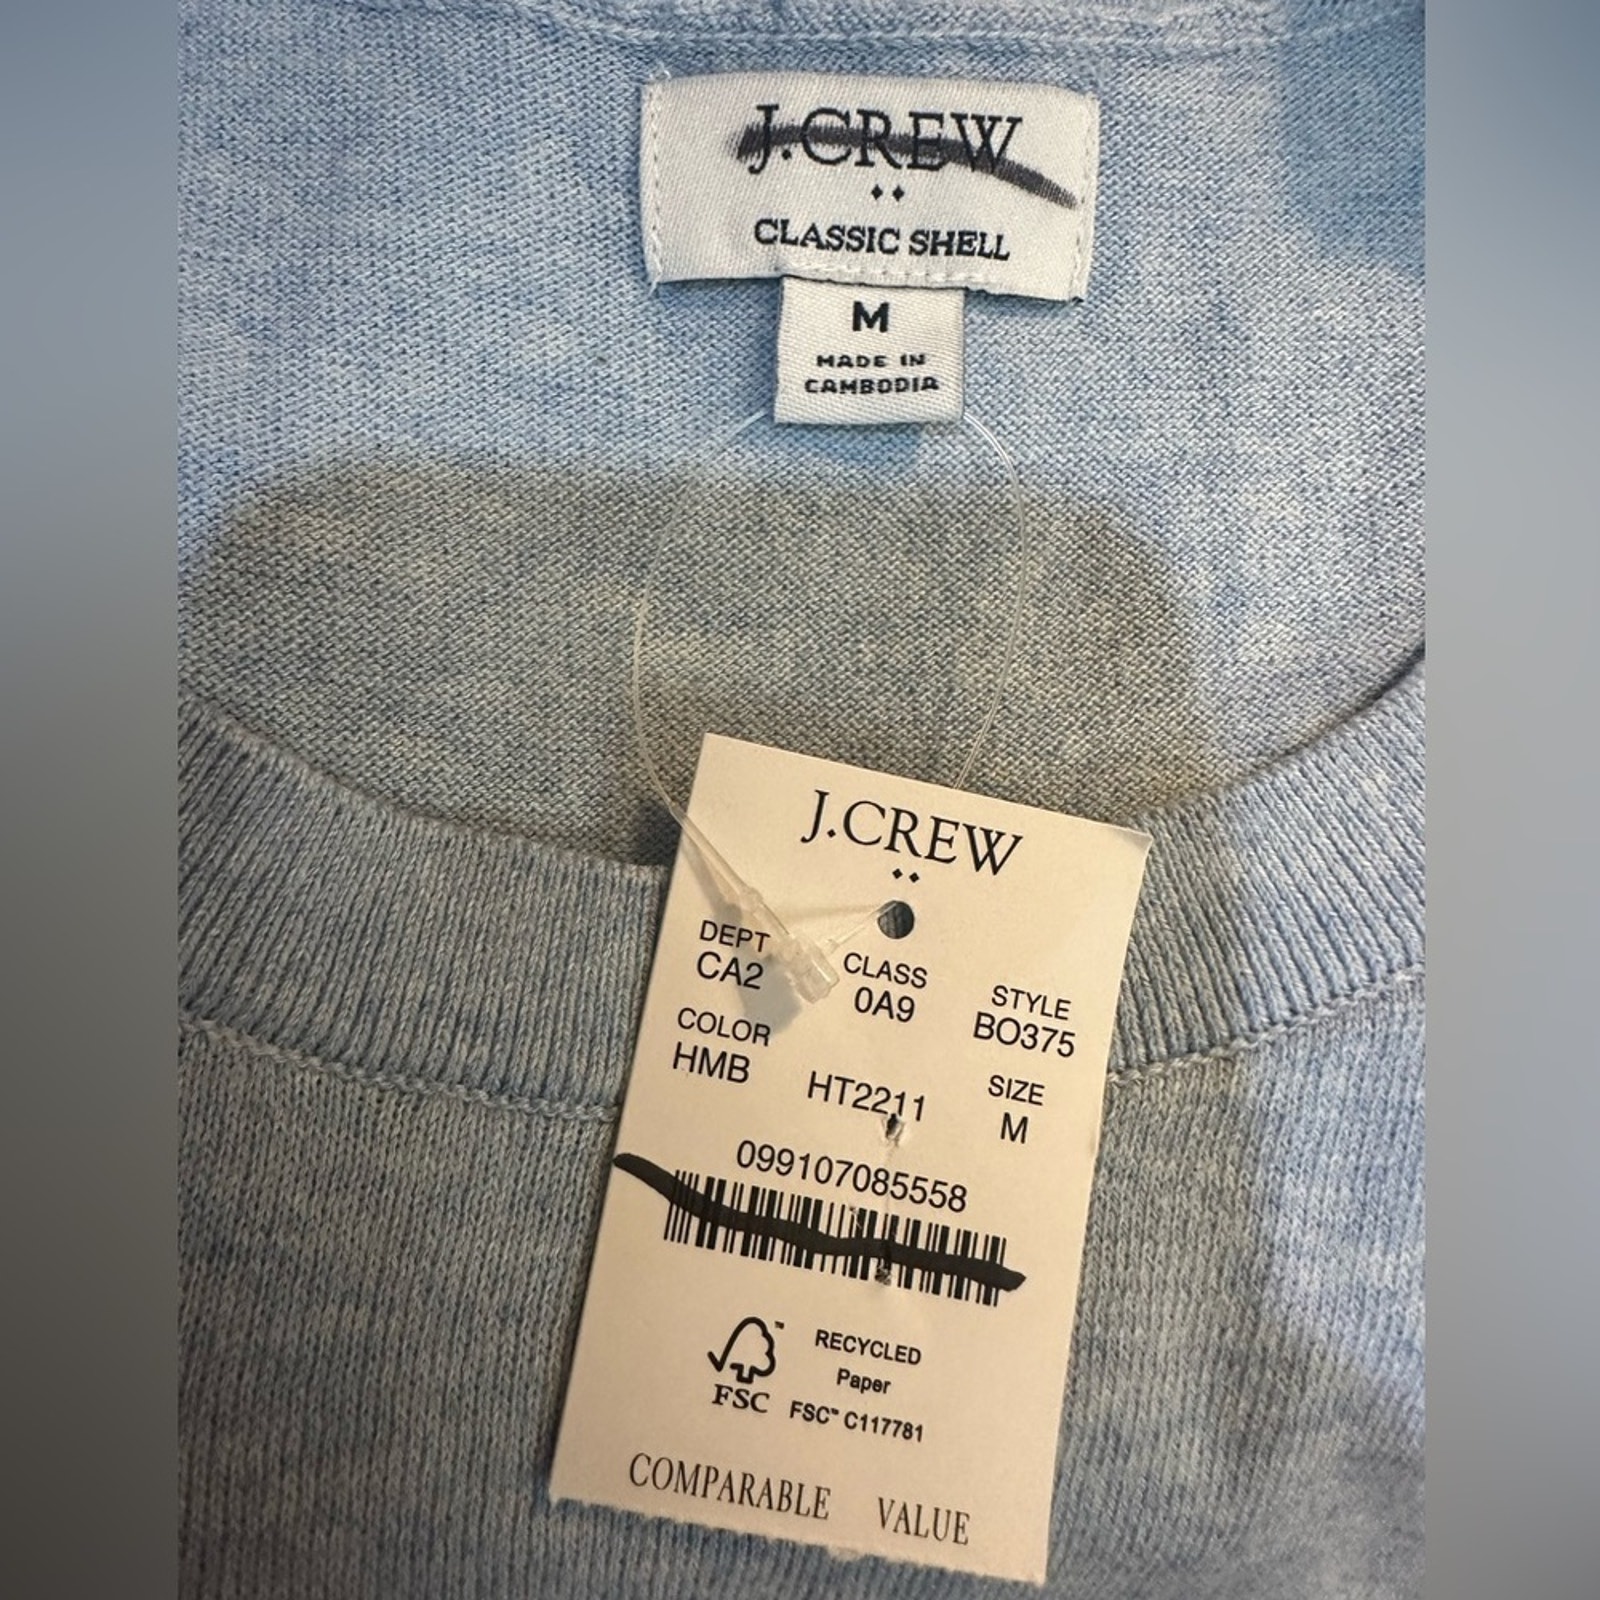 J.CREW
CLASSIC SHELL
M
MADE IN
CAMBODIA
J.CREW
DEPT CLASS STYLE
CA2 0A9 BO375
COLOR SIZE
HMB HT2211 M
099107085558
RECYCLED
Paper
FSC™ C117781
™
FSC
COMPARABLE VALUE